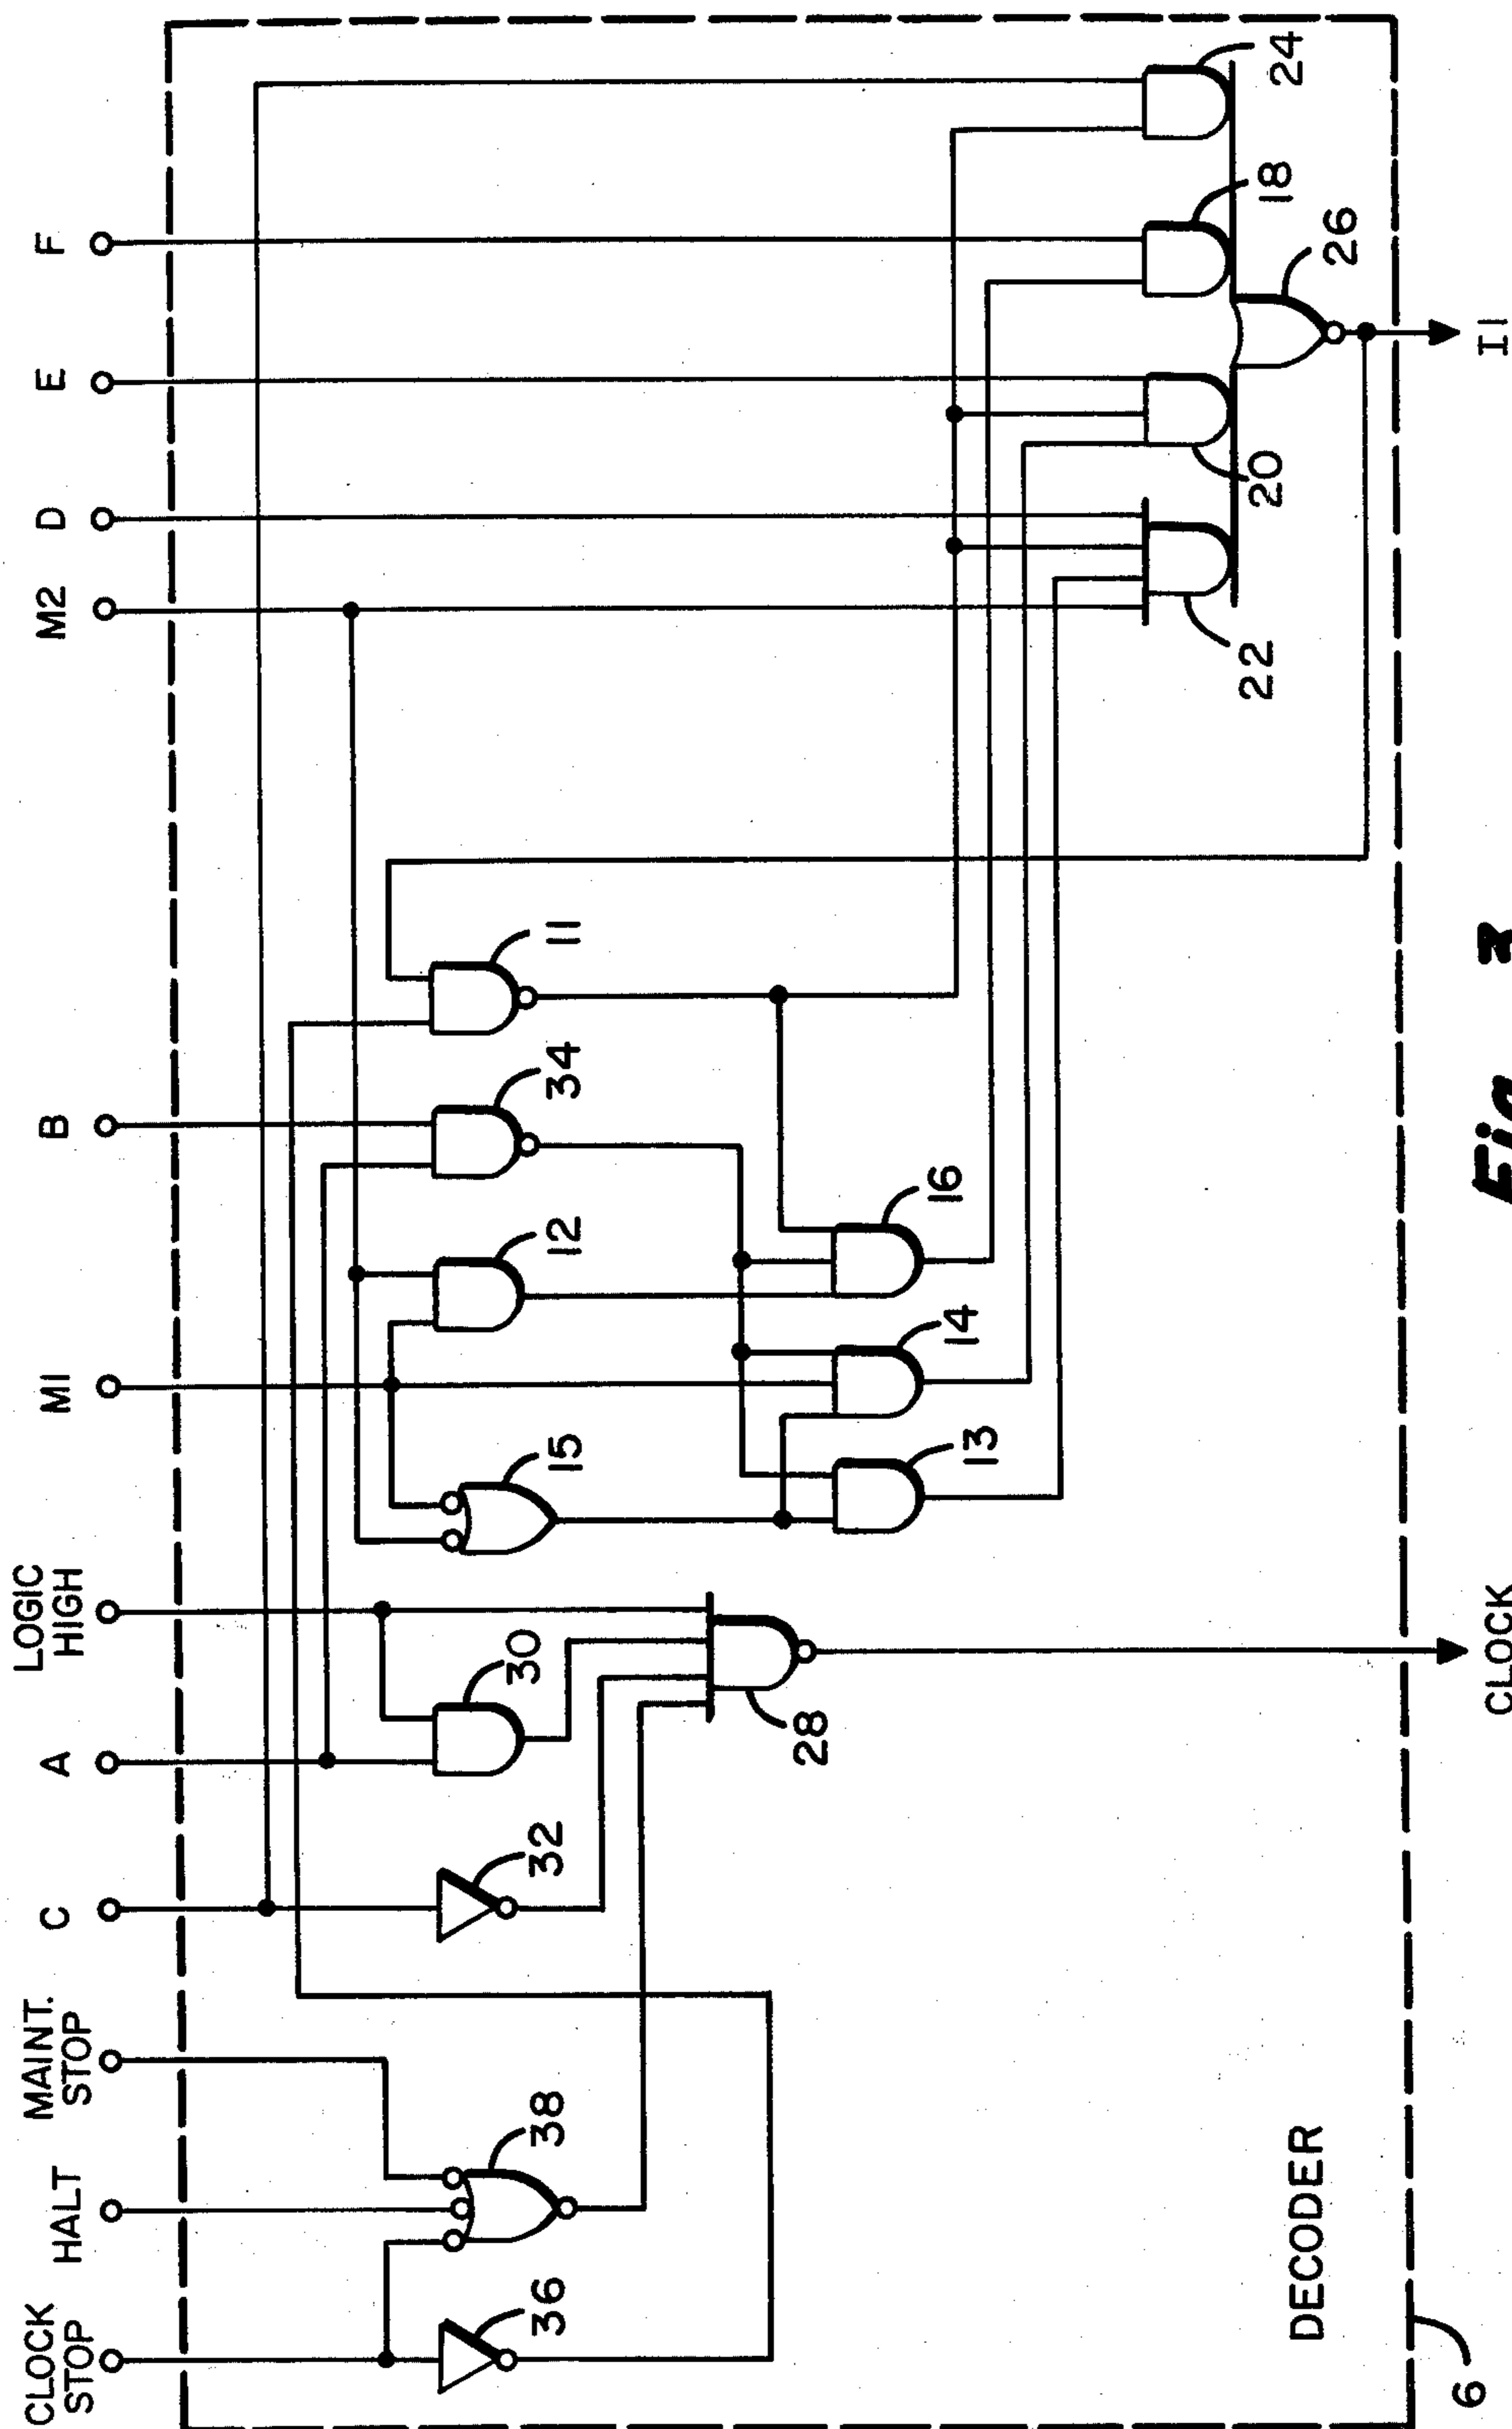 CLOCK
STOP
HALT
MAINT.
STOP
C
A
LOGIC
HIGH
M1
B
M2
D
E
F
36
38
32
30
15
12
34
11
28
13
14
16
22
20
18
24
26
DECODER
6
CLOCK
I1
Fig